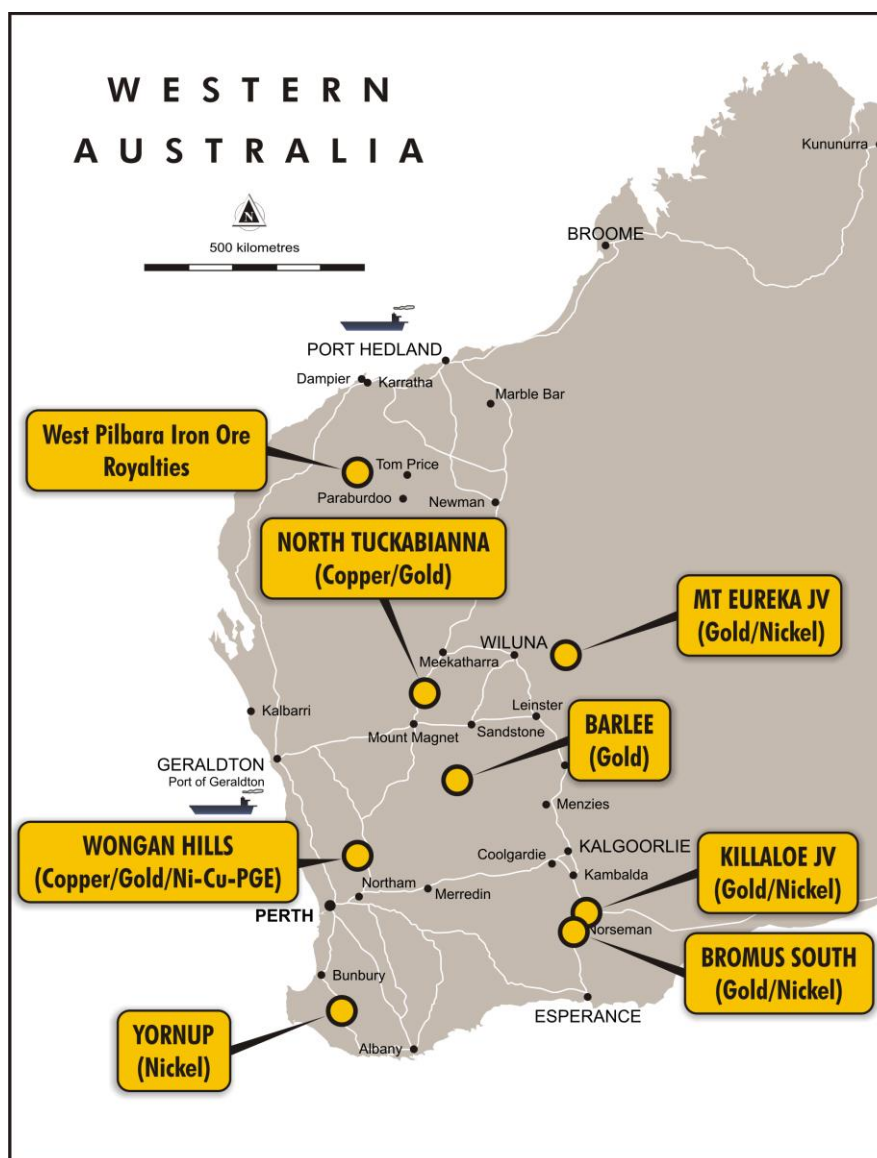 WESTERN
AUSTRALIA
N
500 kilometres
Kununurra
BROOME
PORT HEDLAND
Dampier
Karratha
Marble Bar
West Pilbara Iron Ore
Royalties
Tom Price
Paraburdoo
Newman
NORTH TUCKABIANNA
(Copper/Gold)
MT EUREKA JV
(Gold/Nickel)
WILUNA
Meekatharra
Kalbarri
Leinster
Mount Magnet
Sandstone
BARLEE
(Gold)
GERALDTON
Port of Geraldton
Menzies
WONGAN HILLS
(Copper/Gold/Ni-Cu-PGE)
KALGOORLIE
Coolgardie
Kambalda
KILLALOE JV
(Gold/Nickel)
Northam
Merredin
PERTH
Norseman
BROMUS SOUTH
(Gold/Nickel)
Bunbury
ESPERANCE
YORNUP
(Nickel)
Albany